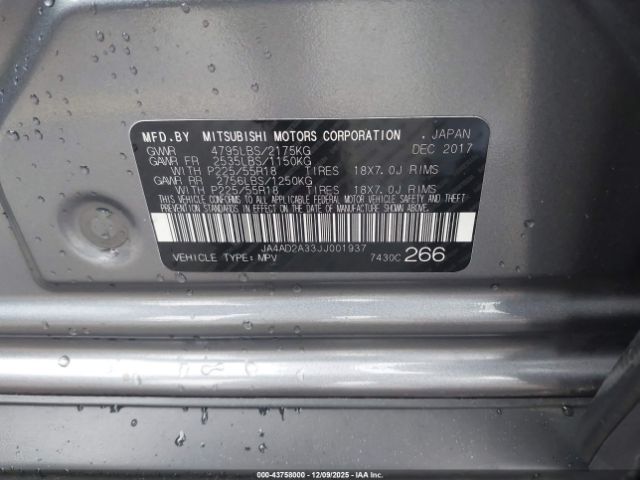 MFD.BY MITSUBISHI MOTORS CORPORATION . JAPAN
GVWR 4795LBS/2175KG DEC 2017
GAWR FR 2535LBS/1150KG
WITH P225/55R18 TIRES 18X7.0J RIMS
GAWR RR 2756LBS/1250KG
WITH P225/55R18 TIRES 18X7.0J RIMS
THIS VEHICLE CONFORMS TO ALL APPLICABLE FEDERAL MOTOR VEHICLE SAFETY AND THEFT
PREVENTION STANDARDS IN EFFECT ON THE DATE OF MANUFACTURE SHOWN ABOVE.
JA4AD2A33JJ001937
VEHICLE TYPE: MPV 7430C 266
000-43758000 - 12/09/2025 - IAAI.COM